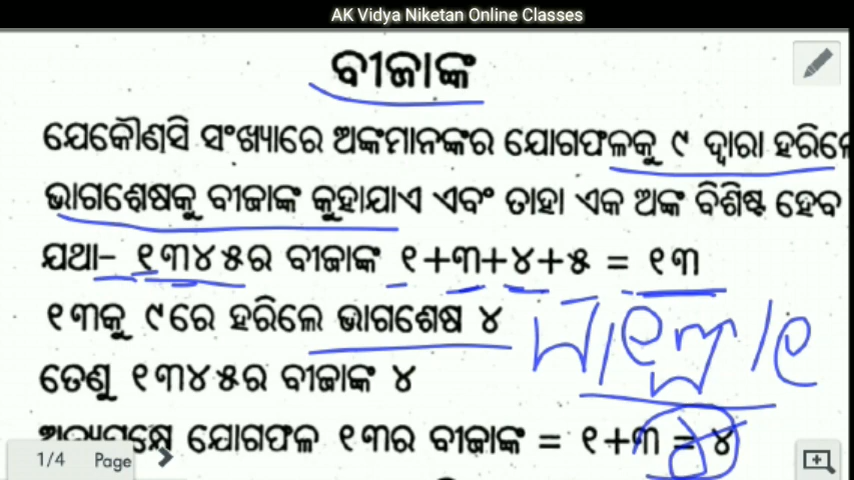 AK Vidya Niketan Online Classes
ବୀଜାଙ୍କ
ଯେକୌଣସି ସଂଖ୍ୟାରେ ଅଙ୍କମାନଙ୍କର ଯୋଗଫଳକୁ ୯ ଦ୍ୱାରା ହରିଲେ
ଭାଗଶେଷକୁ ବୀଜାଙ୍କ କୁହାଯାଏ ଏବଂ ତାହା ଏକ ଅଙ୍କ ବିଶିଷ୍ଟ ହେବ
ଯଥା- ୧୩୪୫ର ବୀଜାଙ୍କ ୧+୩+୪+୫ = ୧୩
୧୩କୁ ୯ରେ ହରିଲେ ଭାଗଶେଷ ୪
ତେଣୁ ୧୩୪୫ର ବୀଜାଙ୍କ ୪
ଯୋଗଫଳ ୧୩ର ବୀଜାଙ୍କ = ୧+୩ = ୪
1/4 Page